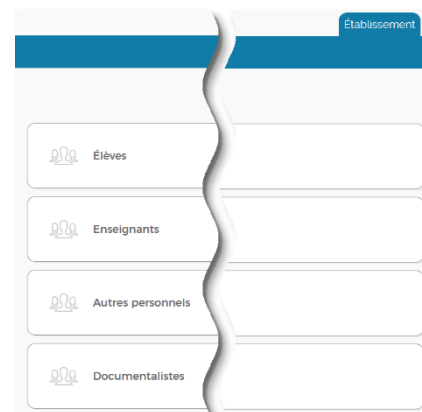 Établissement
Élèves
Enseignants
Autres personnels
Documentalistes